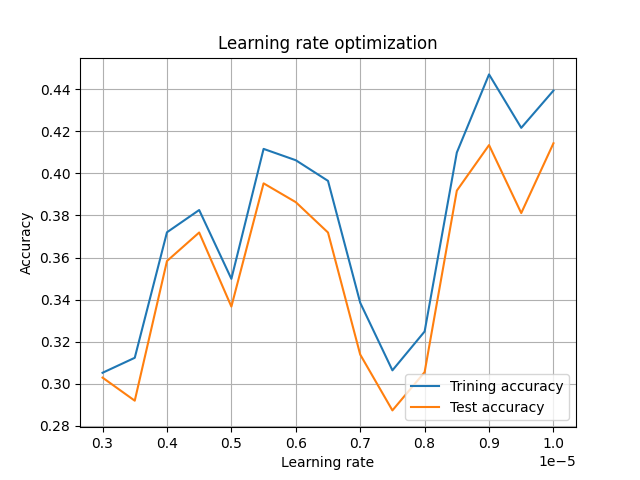 Learning rate optimization
0.44
0.42
0.40
0.38
0.36
0.34
0.32
0.30
0.28
Accuracy
Trining accuracy
Test accuracy
0.3 0.4 0.5 0.6 0.7 0.8 0.9 1.0
1e−5
Learning rate